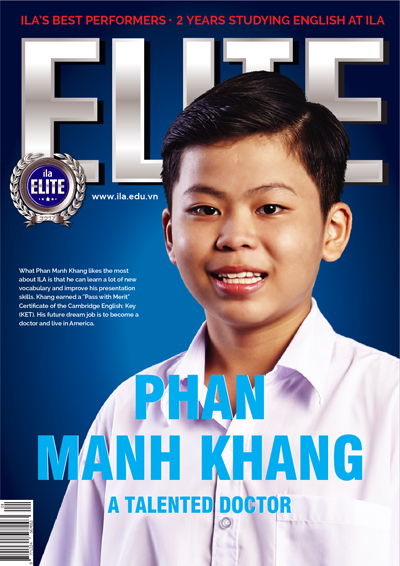 ILA'S BEST PERFORMERS • 2 YEARS STUDYING ENGLISH AT ILA
ELITE
ila
ELITE
www.ila.edu.vn
What Phan Manh Khang likes the most
about ILA is that he can learn a lot of new
vocabulary and improve his presentation
skills. Khang earned a "Pass with Merit"
Certificate of the Cambridge English: Key
(KET). His future dream job is to become a
doctor and live in America.
PHAN
MANH KHANG
A TALENTED DOCTOR